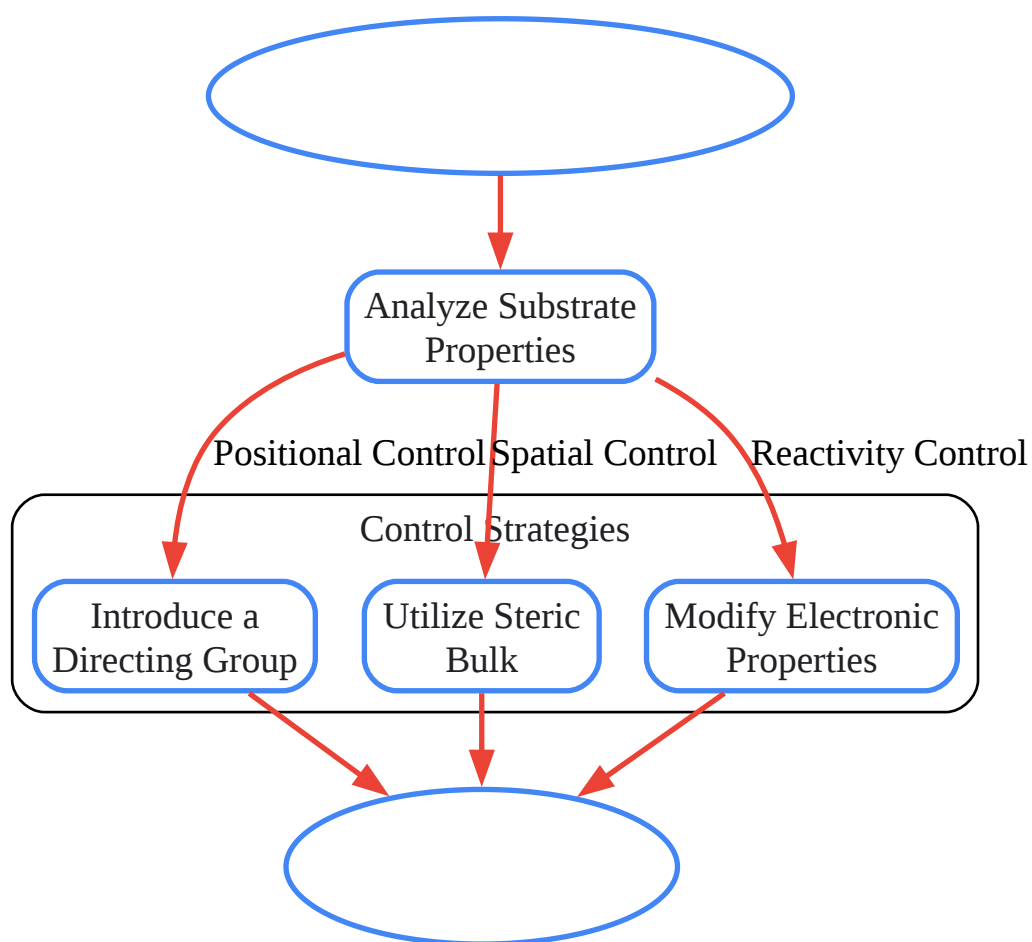 Analyze Substrate
Properties
Positional Control
Spatial Control
Reactivity Control
Control Strategies
Introduce a
Directing Group
Utilize Steric
Bulk
Modify Electronic
Properties